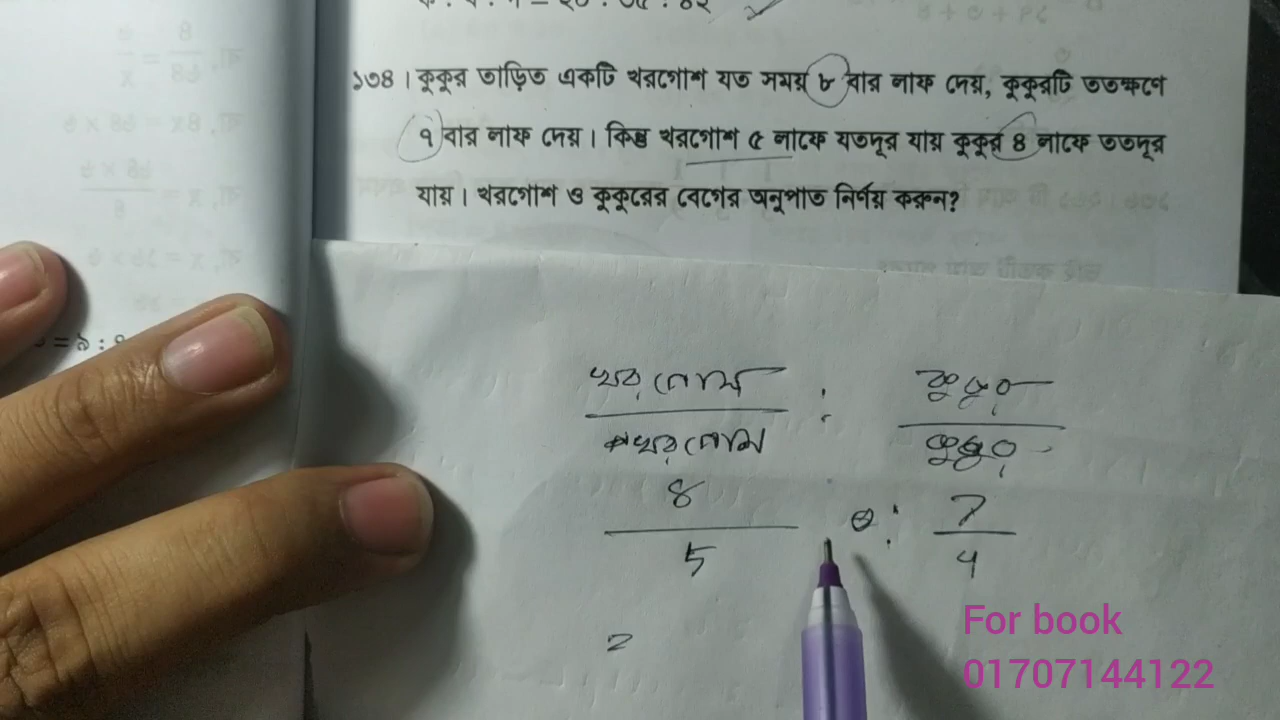 ১৩৪। কুকুর তাড়িত একটি খরগোশ যত সময় ৮ বার লাফ দেয়, কুকুরটি ততক্ষণে
৭ বার লাফ দেয়। কিন্তু খরগোশ ৫ লাফে যতদূর যায় কুকুর ৪ লাফে ততদূর
যায়। খরগোশ ও কুকুরের বেগের অনুপাত নির্ণয় করুন?
খরগোশ : কুকুর
খরগোশ কুকুর
8 : 7
5 4
2
For book
01707144122